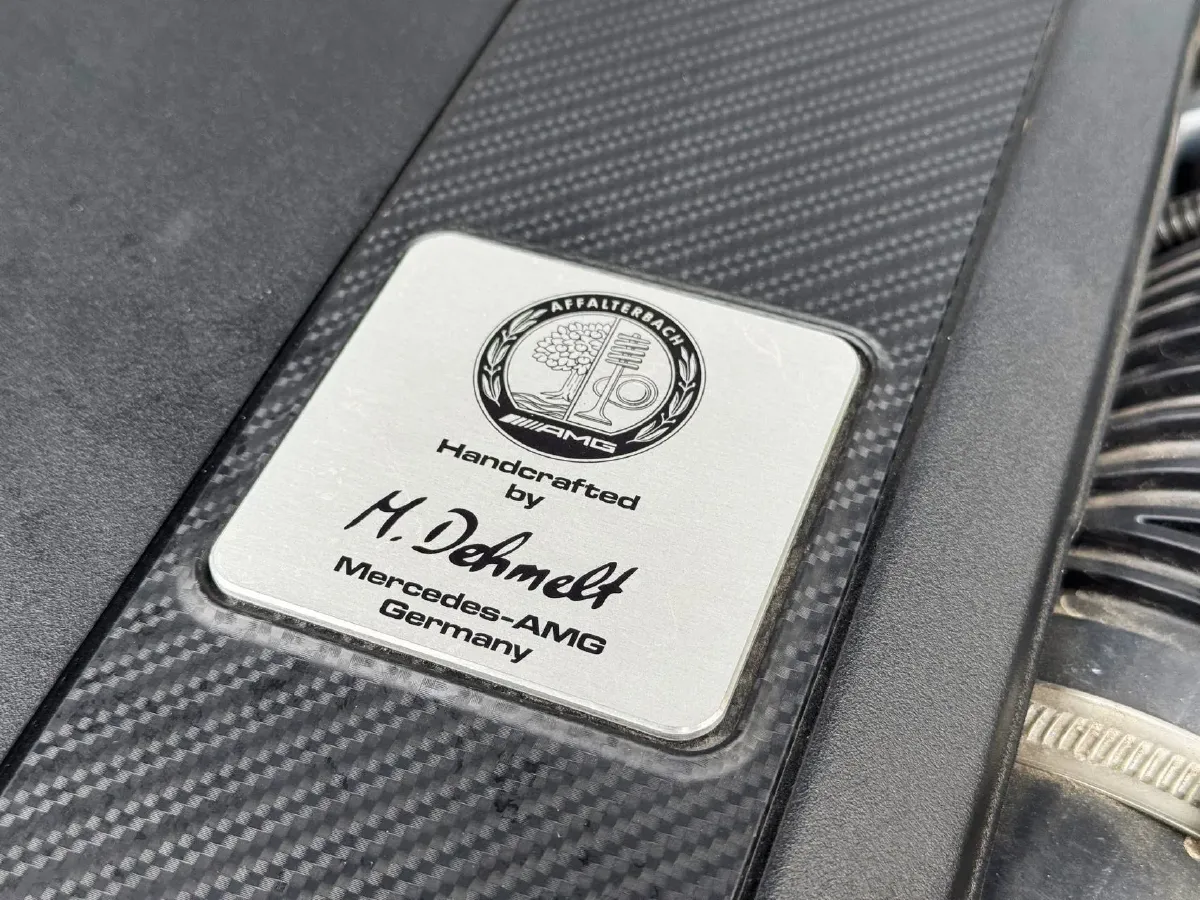 AFFALTERBACH
AMG
Handcrafted
by
M. Dehmelt
Mercedes-AMG
Germany